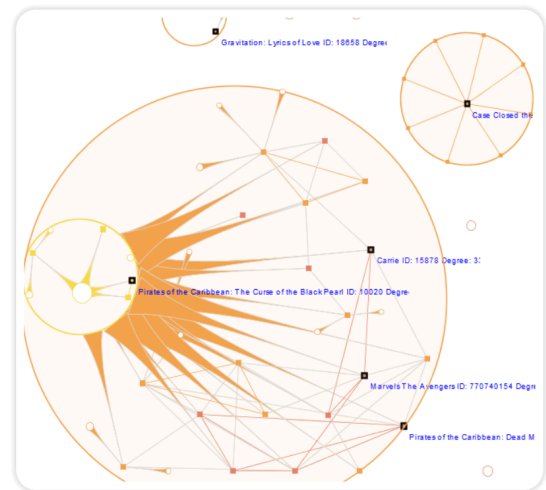 Gravitation: Lyrics of Love ID: 18658 Degree
Case Closed the
Carrie ID: 15878 Degree: 3
Pirates of the Caribbean: The Curse of the Black Pearl ID: 10020 Degre
Marvels The Avengers ID: 770740154 Degr
Pirates of the Caribbean: Dead M